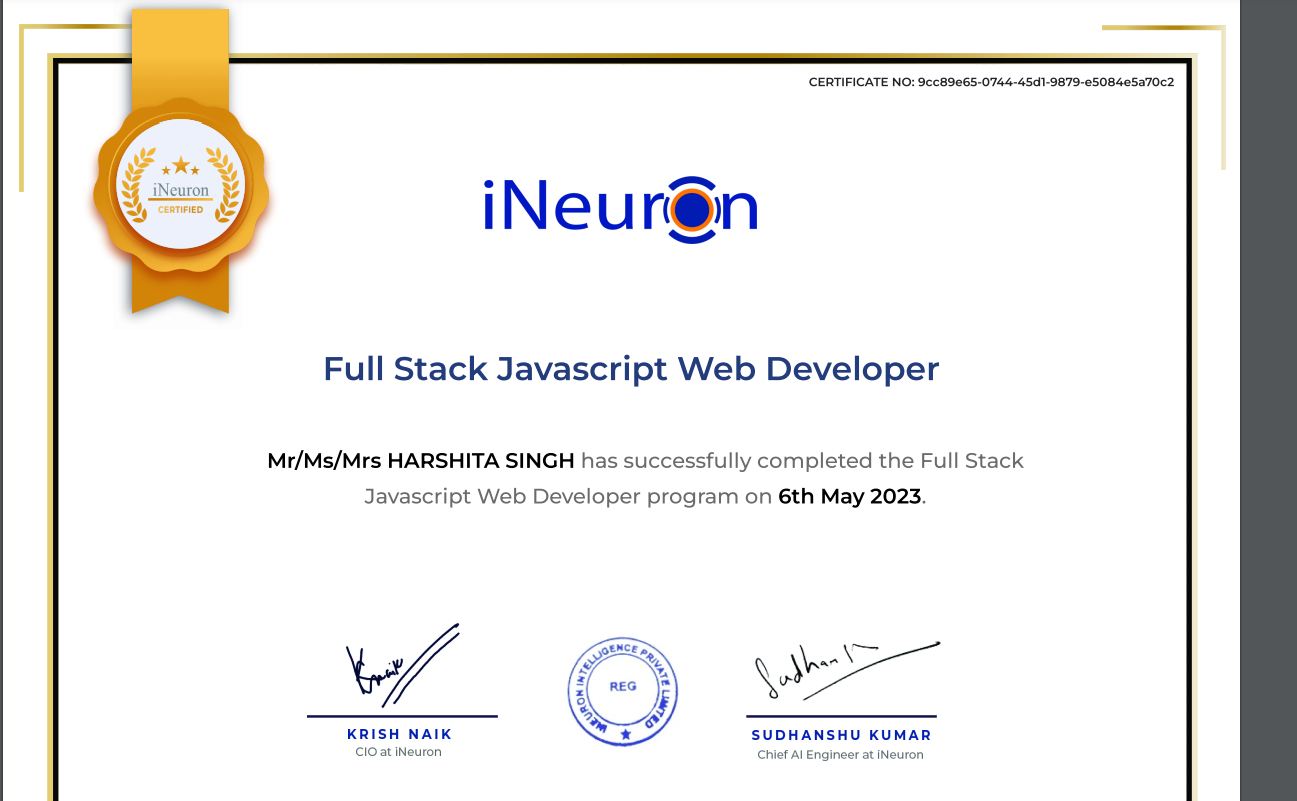 CERTIFICATE NO: 9cc89e65-0744-45d1-9879-e5084e5a70c2
iNeuron
CERTIFIED
iNeuron
Full Stack Javascript Web Developer
Mr/Ms/Mrs HARSHITA SINGH has successfully completed the Full Stack
Javascript Web Developer program on 6th May 2023.
INEURON INTELLIGENCE PRIVATE LIMITED
REG
KRISH NAIK
CIO at iNeuron
SUDHANSHU KUMAR
Chief AI Engineer at iNeuron